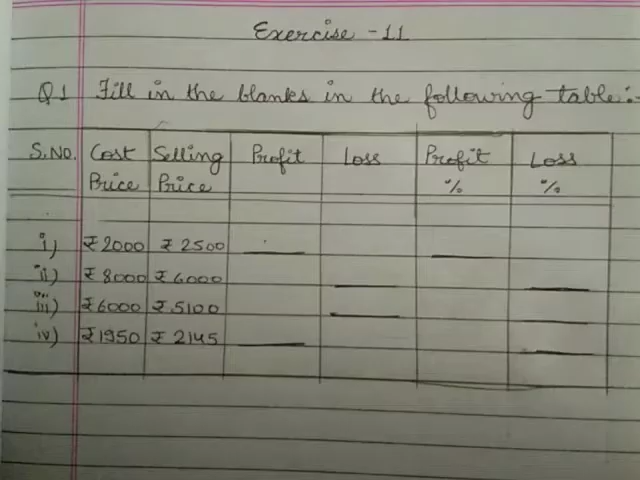 Exercise - 11
Q1 Fill in the blanks in the following table:-
S.NO. Cost Price Selling Price Profit Loss Profit % Loss %
i) ₹2000 ₹2500
ii) ₹8000 ₹6000
iii) ₹6000 ₹5100
iv) ₹1950 ₹2145